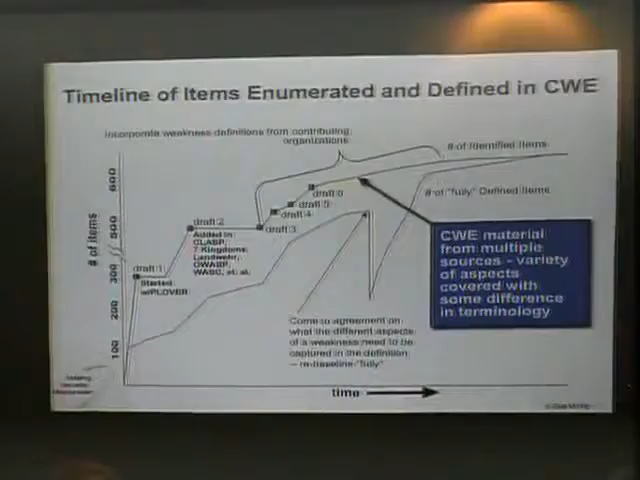 Timeline of Items Enumerated and Defined in CWE
Incorporate weakness definitions from contributing
organizations
# of Identified Items
# of "fully" Defined Items
# of items
600
500
300
200
100
draft:1
Started
w/PLOVER
draft:2
Added in:
CLASP,
7 Kingdoms,
Landwehr,
OWASP,
WASC, et. al.
draft:3
draft:4
draft:5
draft:6
CWE material
from multiple
sources - variety
of aspects
covered with
some difference
in terminology
Come to agreement on
what the different aspects
of a weakness need to be
captured in the definition
– re-baseline "fully"
time